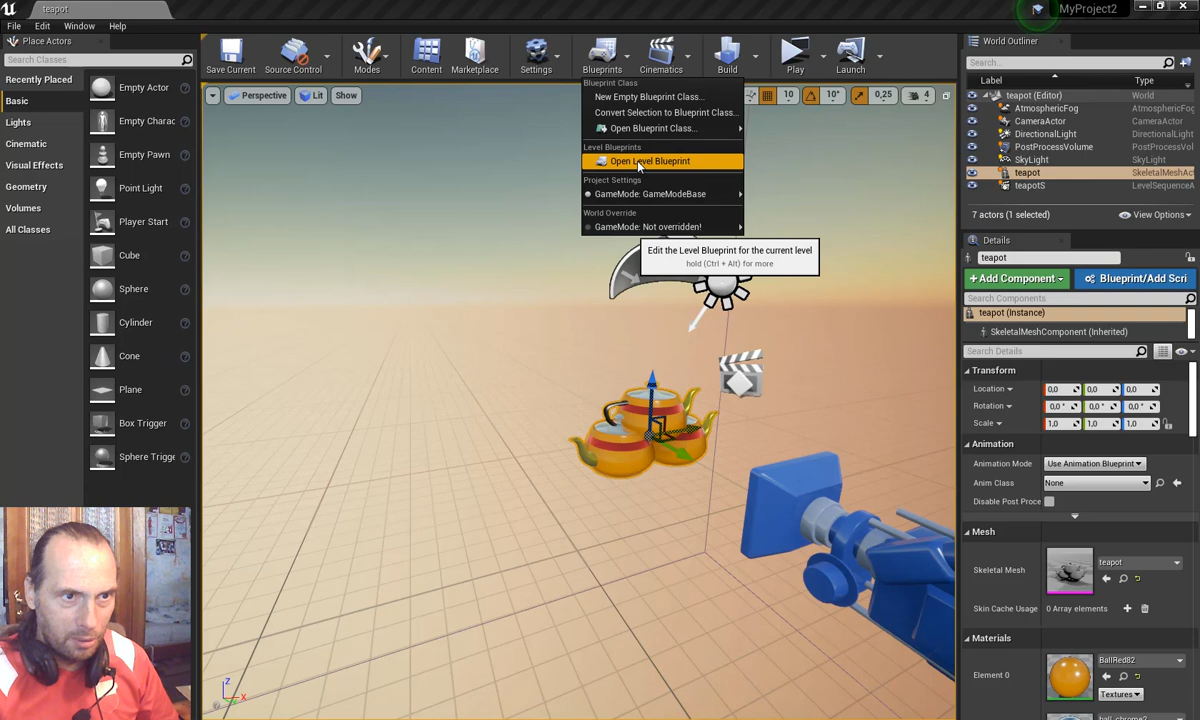 teapot
MyProject2
File Edit Window Help
Place Actors
Search Classes
Recently Placed
Basic
Lights
Cinematic
Visual Effects
Geometry
Volumes
All Classes
Empty Actor
Empty Charac
Empty Pawn
Point Light
Player Start
Cube
Sphere
Cylinder
Cone
Plane
Box Trigger
Sphere Trigge
Save Current
Source Control
Modes
Content
Marketplace
Settings
Blueprints
Cinematics
Build
Play
Launch
Perspective
Lit
Show
10
10°
0,25
4
Blueprint Class
New Empty Blueprint Class...
Convert Selection to Blueprint Class...
Open Blueprint Class...
Level Blueprints
Open Level Blueprint
Project Settings
GameMode: GameModeBase
World Override
GameMode: Not overridden!
Edit the Level Blueprint for the current level
hold (Ctrl + Alt) for more
Z
X
World Outliner
Search...
Label Type
teapot (Editor) World
AtmosphericFog AtmosphericFog
CameraActor CameraActor
DirectionalLight DirectionalLight
PostProcessVolume PostProcessVolu
SkyLight SkyLight
teapot SkeletalMeshAc
teapotS LevelSequenceA
7 actors (1 selected)
View Options
Details
teapot
+Add Component
Blueprint/Add Scri
Search Components
teapot (Instance)
SkeletalMeshComponent (Inherited)
Search Details
Transform
Location 0,0 0,0 0,0
Rotation 0,0 ° 0,0 ° 0,0 °
Scale 1,0 1,0 1,0
Animation
Animation Mode Use Animation Blueprint
Anim Class None
Disable Post Proce
Mesh
Skeletal Mesh teapot
Skin Cache Usage 0 Array elements
Materials
Element 0
BallRed82
Textures
ball_chrome2